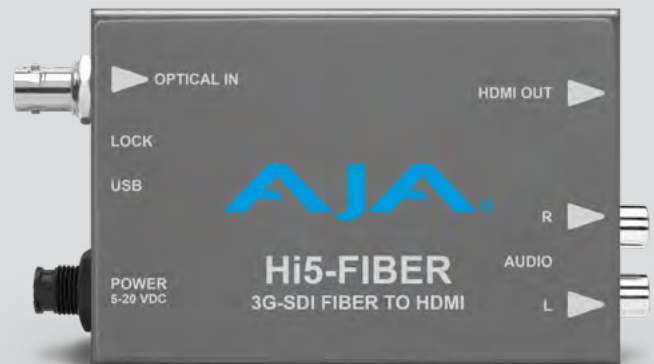 OPTICAL IN
HDMI OUT
LOCK
USB
AJA®
R
AUDIO
L
POWER
5-20 VDC
Hi5-FIBER
3G-SDI FIBER TO HDMI